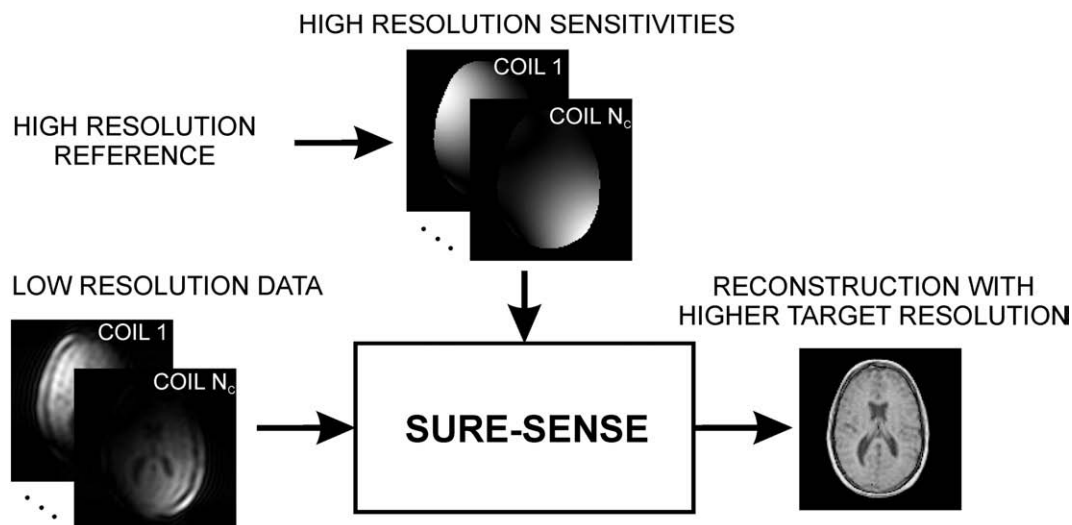 HIGH RESOLUTION SENSITIVITIES
COIL 1
COIL Nc
HIGH RESOLUTION
REFERENCE
LOW RESOLUTION DATA
COIL 1
COIL Nc
SURE-SENSE
RECONSTRUCTION WITH
HIGHER TARGET RESOLUTION